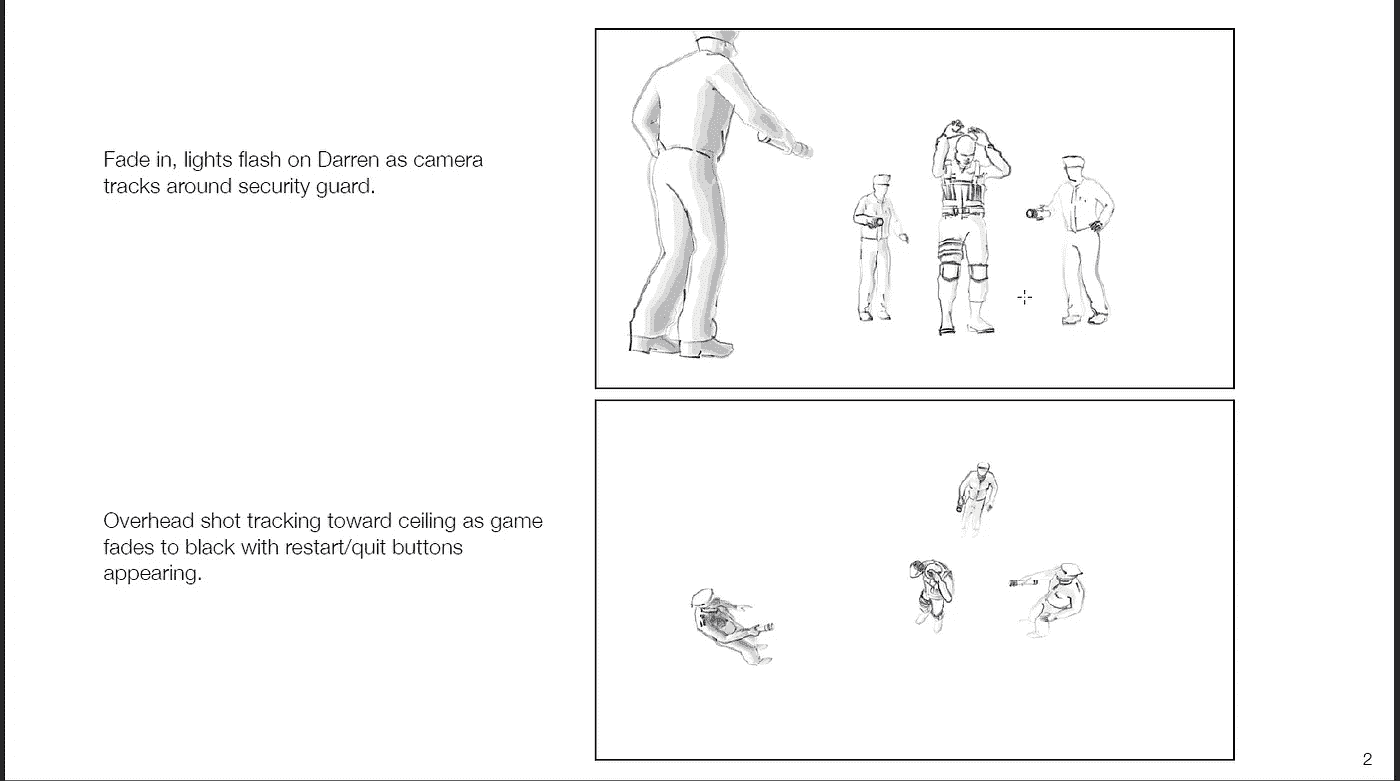 Fade in, lights flash on Darren as camera
tracks around security guard.
Overhead shot tracking toward ceiling as game
fades to black with restart/quit buttons
appearing.
2